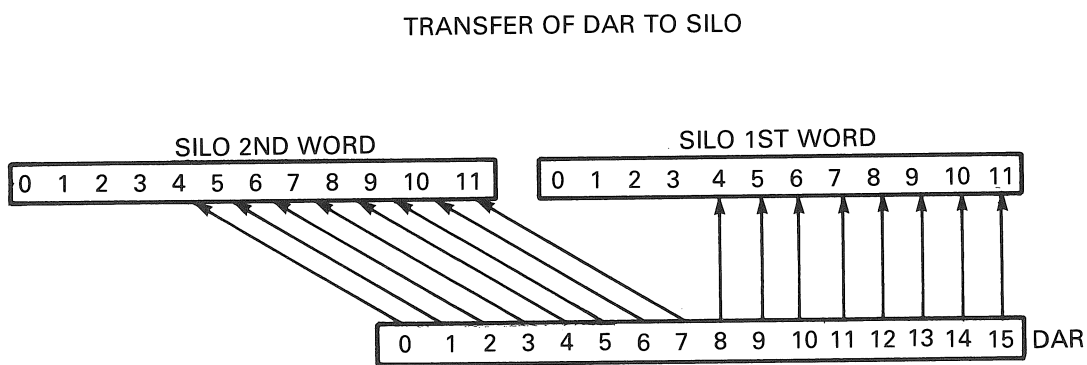 TRANSFER OF DAR TO SILO
SILO 2ND WORD
SILO 1ST WORD
0 1 2 3 4 5 6 7 8 9 10 11
0 1 2 3 4 5 6 7 8 9 10 11
0 1 2 3 4 5 6 7 8 9 10 11 12 13 14 15 DAR